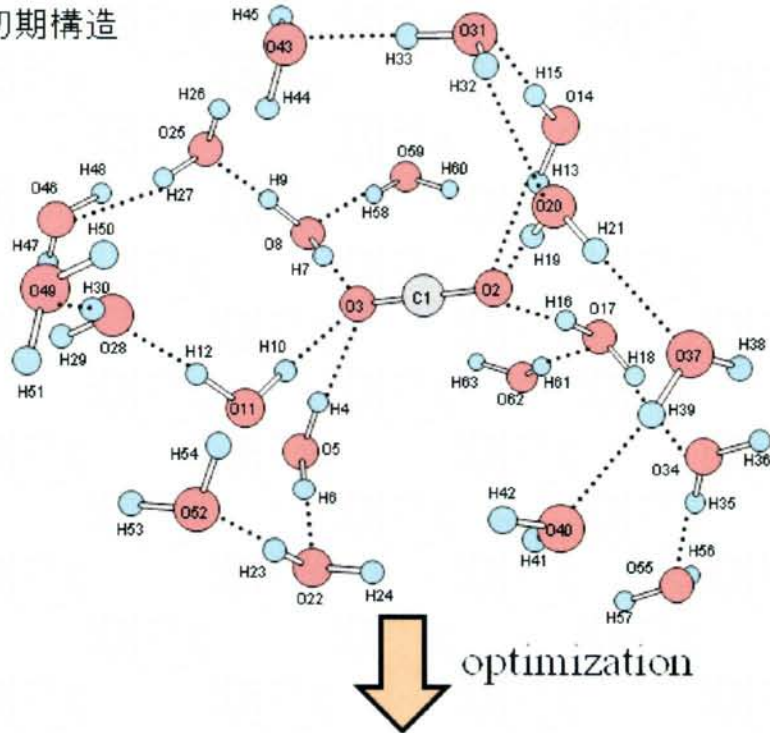 初期構造
H45
O43
H33
O31
H32
H15
O14
H26
H44
O25
O59
H60
H13
H48
H9
H58
O46
H27
O20
H21
H50
O8
H47
H7
H19
O49
H30
O3
C1
O2
H16
O17
H29
O28
H12
H10
H18
O37
H38
H51
H63
H61
O62
O11
H4
H39
H54
O5
O34
H36
H6
H42
H35
H53
O52
O40
H23
H41
O55
H56
O22
H24
H57
optimization